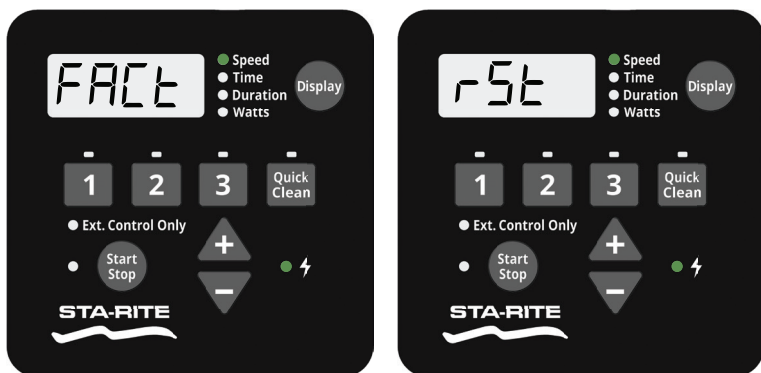 FACt
Speed
Time
Duration
Watts
Display
1 2 3 Quick Clean
Ext. Control Only
Start
Stop
+
−
STA-RITE
rSt
Speed
Time
Duration
Watts
Display
1 2 3 Quick Clean
Ext. Control Only
Start
Stop
+
−
STA-RITE